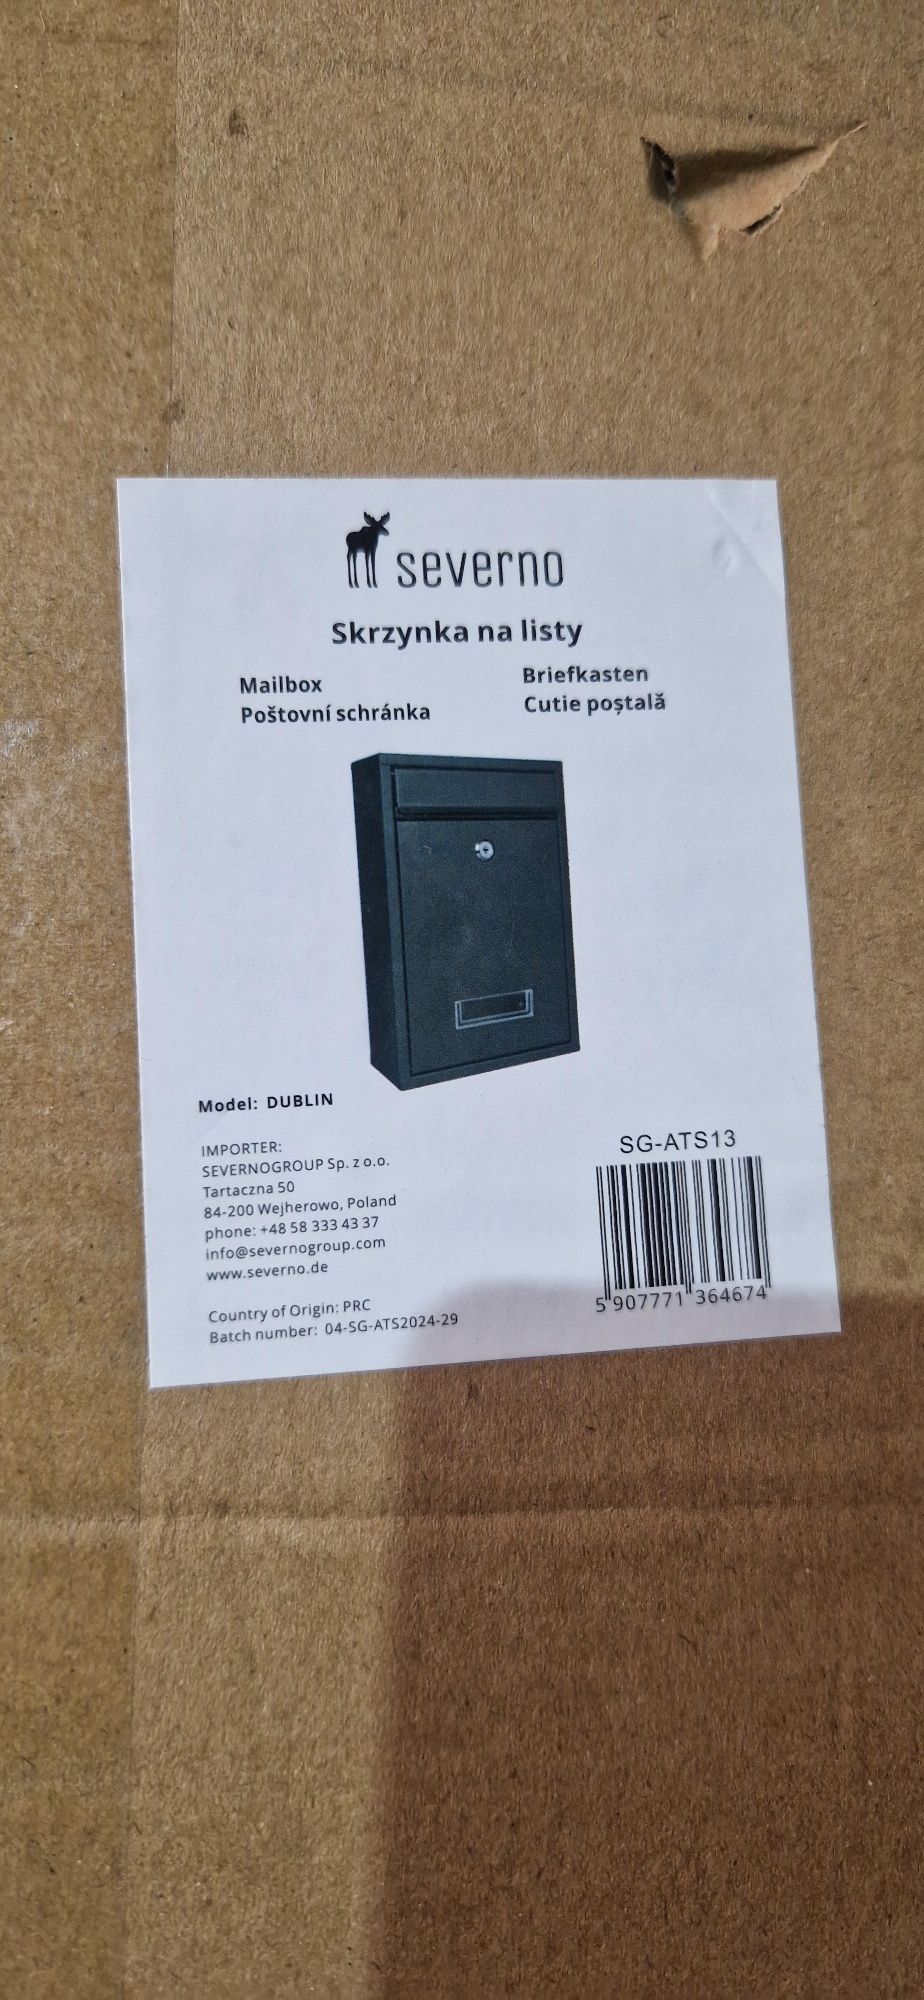 severno
Skrzynka na listy
Mailbox
Briefkasten
Poštovní schránka
Cutie poștală
Model: DUBLIN
IMPORTER:
SEVERNOGROUP Sp. z o.o.
Tartaczna 50
84-200 Wejherowo, Poland
phone: +48 58 333 43 37
info@severnogroup.com
www.severno.de
Country of Origin: PRC
Batch number: 04-SG-ATS2024-29
SG-ATS13
5 907771 364674